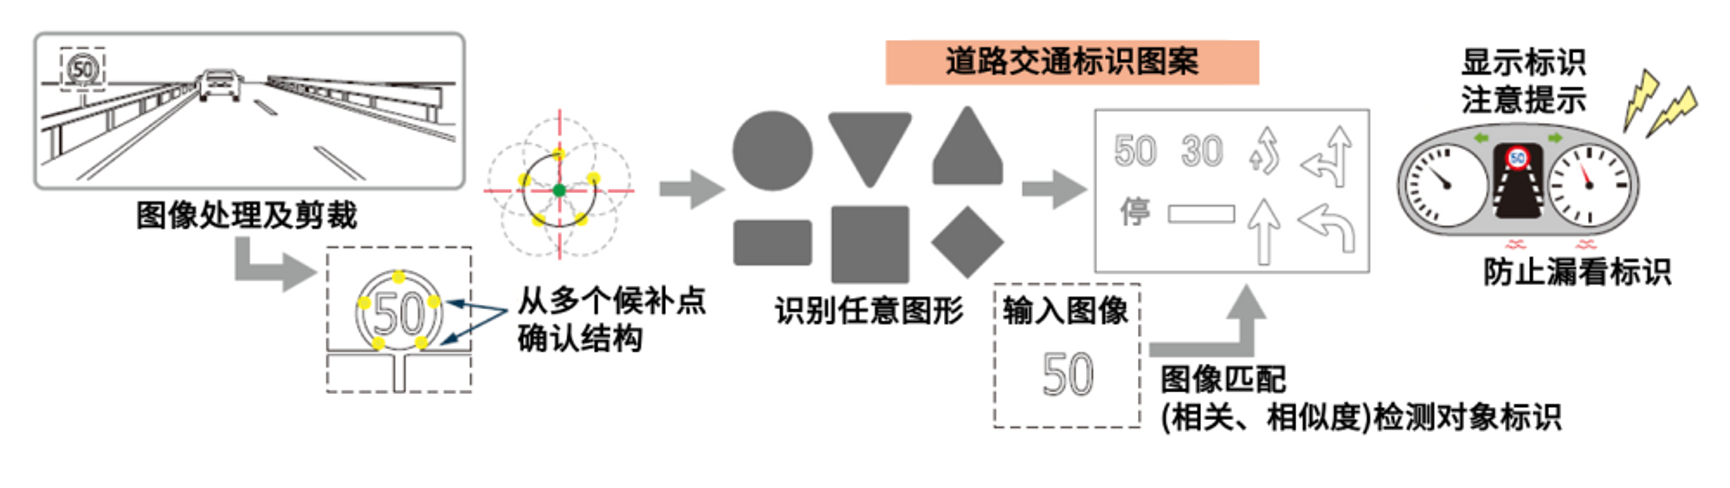 50
图像处理及剪裁
50
从多个候补点
确认结构
道路交通标识图案
识别任意图形
50 30
停
输入图像
50
图像匹配
(相关、相似度)检测对象标识
显示标识
注意提示
50
防止漏看标识